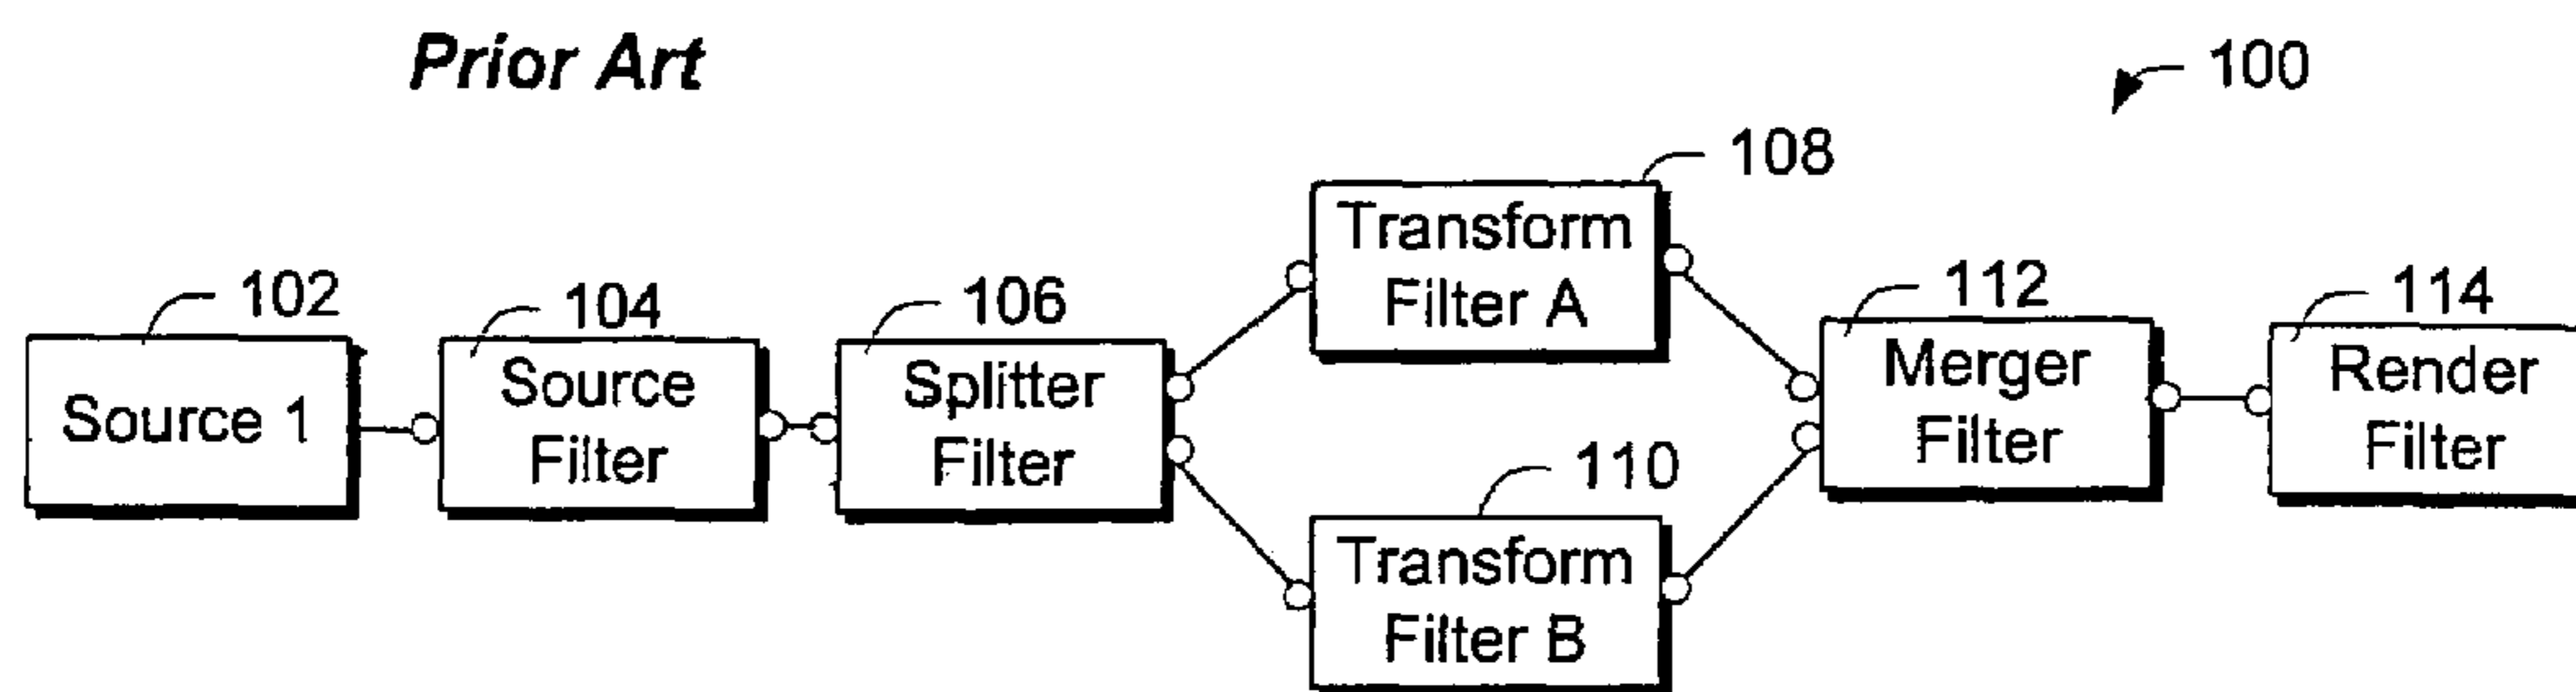 Prior Art
100
108
Transform
Filter A
102
Source 1
104
Source
Filter
106
Splitter
Filter
112
Merger
Filter
114
Render
Filter
110
Transform
Filter B